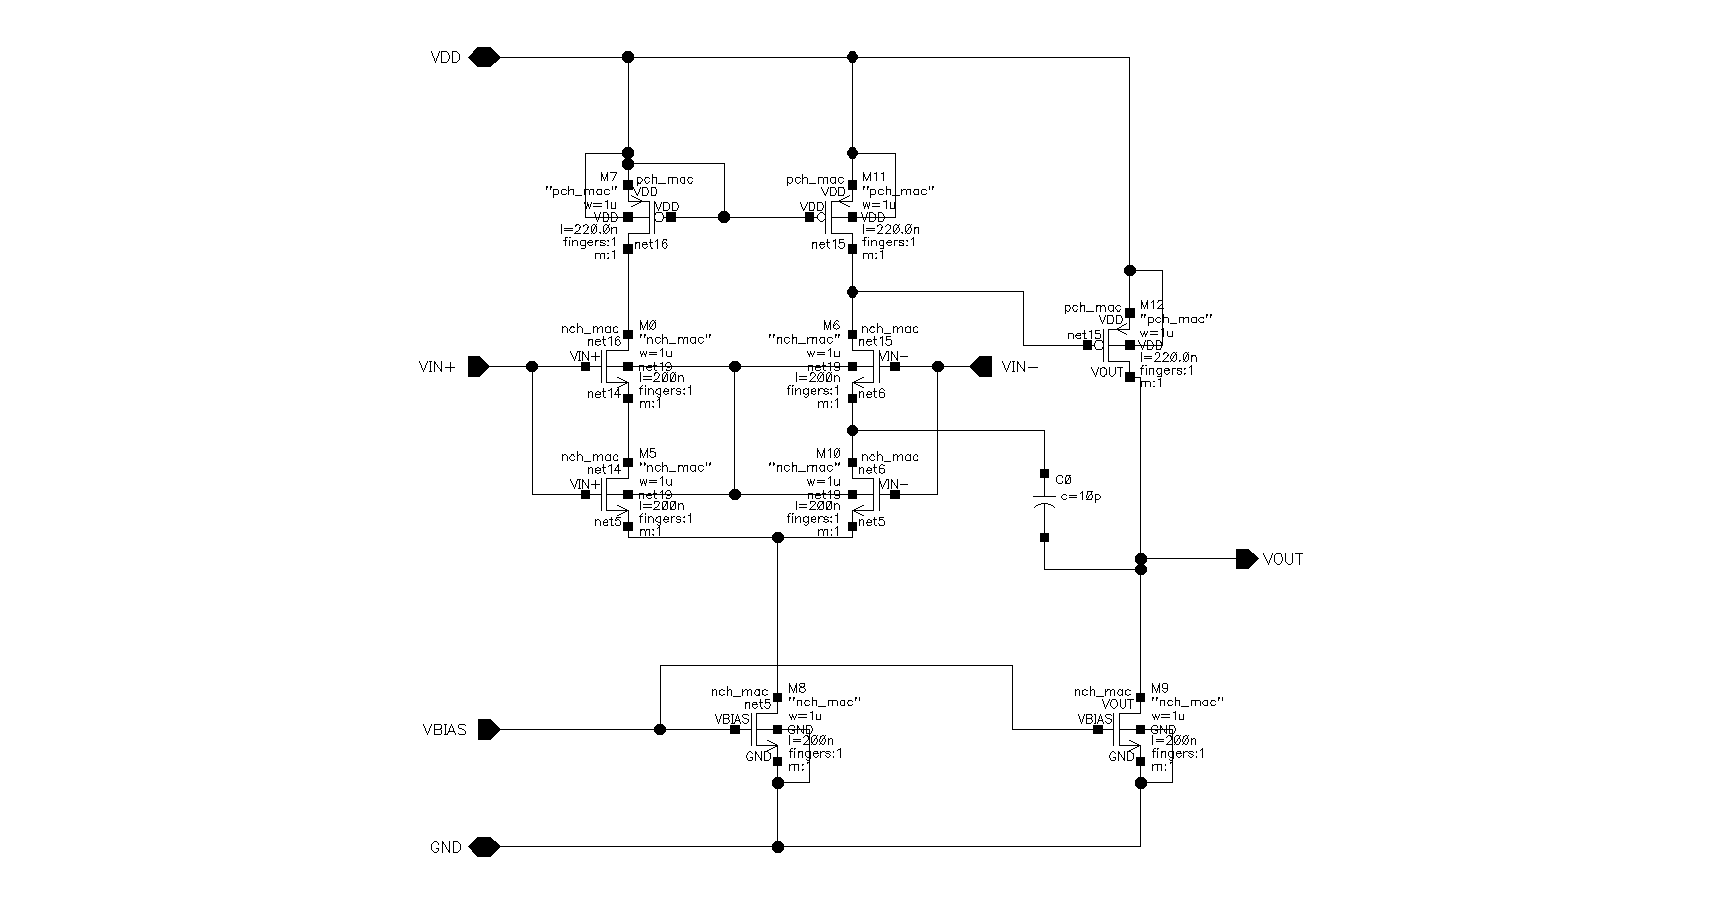 VDD
M7
pch_mac
"pch_mac"
VDD
w=1u
VDD
VDD
l=220.0n
fingers:1
net16
m:1
M11
pch_mac
"pch_mac"
VDD
w=1u
VDD
VDD
l=220.0n
fingers:1
net15
m:1
M12
pch_mac
"pch_mac"
VDD
w=1u
net15
VDD
l=220.0n
fingers:1
VOUT
m:1
M0
nch_mac
"nch_mac"
net16
w=1u
VIN+
net19
l=200n
fingers:1
net14
m:1
M6
nch_mac
"nch_mac"
net15
w=1u
VIN-
net19
l=200n
fingers:1
net6
m:1
VIN+
VIN-
M5
nch_mac
"nch_mac"
net14
w=1u
VIN+
net19
l=200n
fingers:1
net5
m:1
M10
nch_mac
"nch_mac"
net6
w=1u
VIN-
net19
l=200n
fingers:1
net5
m:1
C0
c=10p
VOUT
M8
nch_mac
"nch_mac"
net5
w=1u
VBIAS
GND
l=200n
fingers:1
GND
m:1
M9
nch_mac
"nch_mac"
VOUT
w=1u
VBIAS
GND
l=200n
fingers:1
GND
m:1
VBIAS
GND